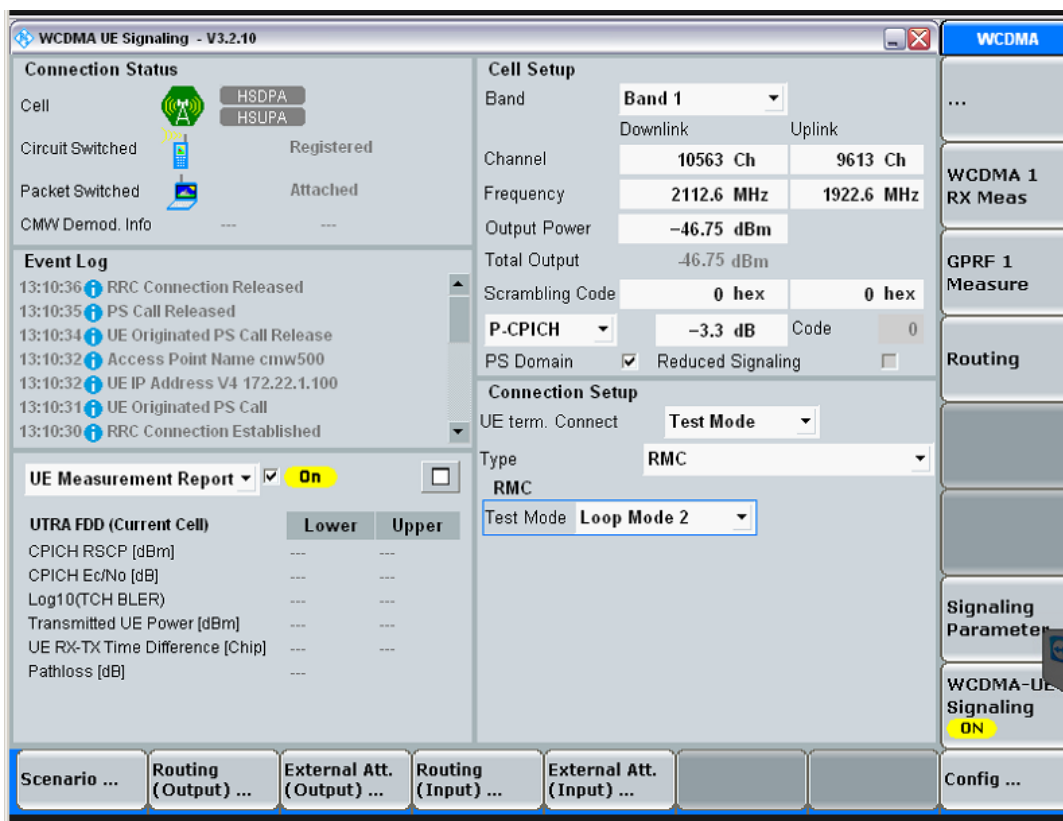 WCDMA UE Signaling - V3.2.10
WCDMA
Connection Status
Cell
HSDPA
HSUPA
Circuit Switched Registered
Packet Switched Attached
CMW Demod. Info --- ---
Event Log
13:10:36 RRC Connection Released
13:10:35 PS Call Released
13:10:34 UE Originated PS Call Release
13:10:32 Access Point Name cmw500
13:10:32 UE IP Address V4 172.22.1.100
13:10:31 UE Originated PS Call
13:10:30 RRC Connection Established
UE Measurement Report On
UTRA FDD (Current Cell) Lower Upper
CPICH RSCP [dBm] --- ---
CPICH Ec/No [dB] --- ---
Log10(TCH BLER) --- ---
Transmitted UE Power [dBm] --- ---
UE RX-TX Time Difference [Chip] --- ---
Pathloss [dB] ---
Cell Setup
Band Band 1
Downlink Uplink
Channel 10563 Ch 9613 Ch
Frequency 2112.6 MHz 1922.6 MHz
Output Power -46.75 dBm
Total Output -46.75 dBm
Scrambling Code 0 hex 0 hex
P-CPICH -3.3 dB Code 0
PS Domain Reduced Signaling
Connection Setup
UE term. Connect Test Mode
Type RMC
RMC
Test Mode Loop Mode 2
...
WCDMA 1
RX Meas
GPRF 1
Measure
Routing
Signaling
Parameter
WCDMA-UE
Signaling
ON
Scenario ...
Routing
(Output) ...
External Att.
(Output) ...
Routing
(Input) ...
External Att.
(Input) ...
Config ...